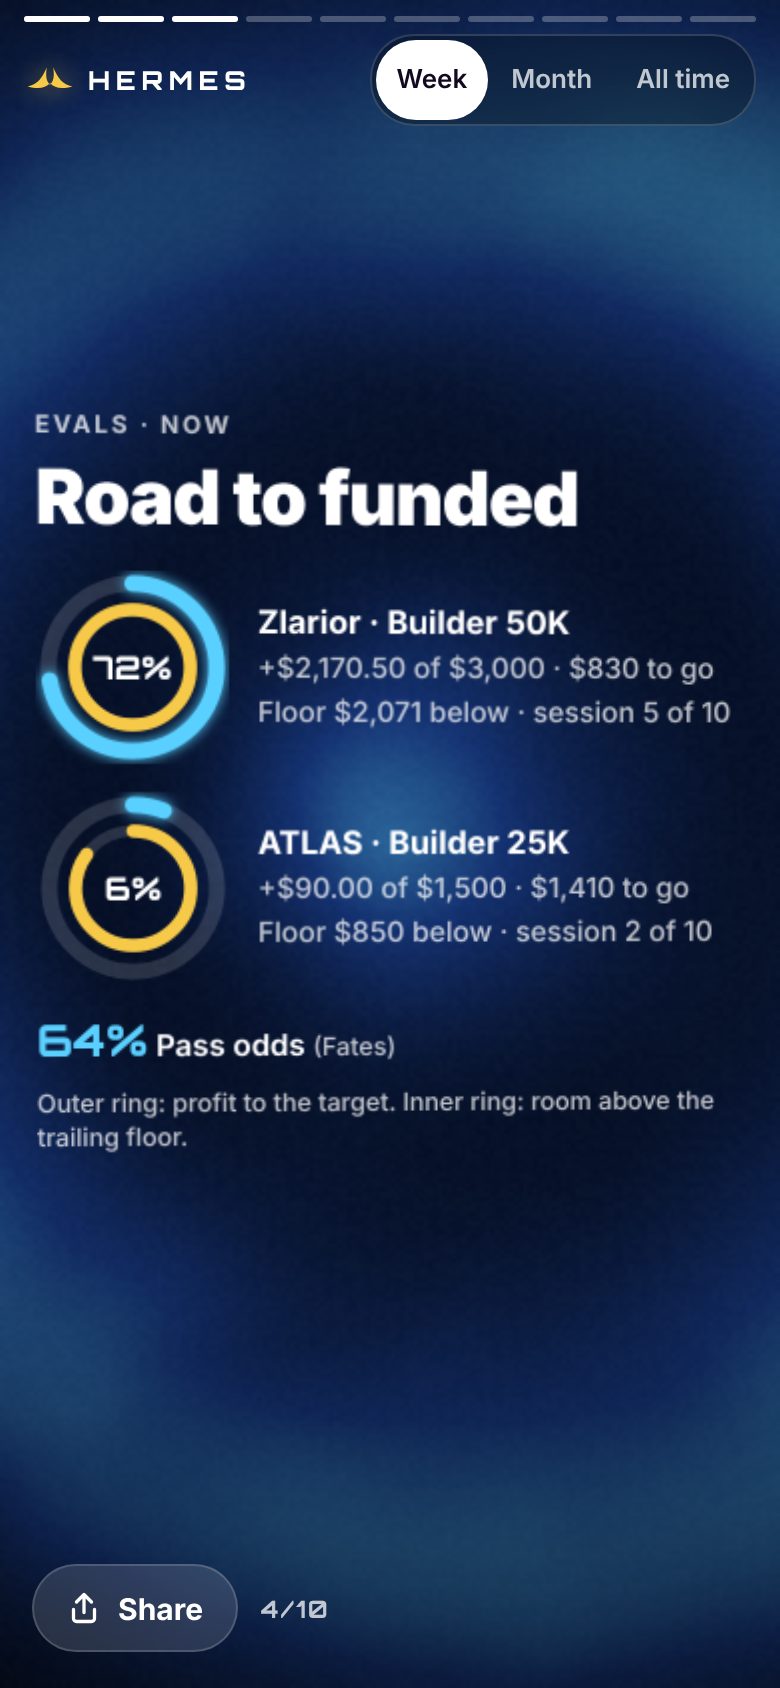 HERMES
Week Month All time
EVALS · NOW
Road to funded
72%
Zlarior · Builder 50K
+$2,170.50 of $3,000 · $830 to go
Floor $2,071 below · session 5 of 10
6%
ATLAS · Builder 25K
+$90.00 of $1,500 · $1,410 to go
Floor $850 below · session 2 of 10
64% Pass odds (Fates)
Outer ring: profit to the target. Inner ring: room above the
trailing floor.
Share 4/10